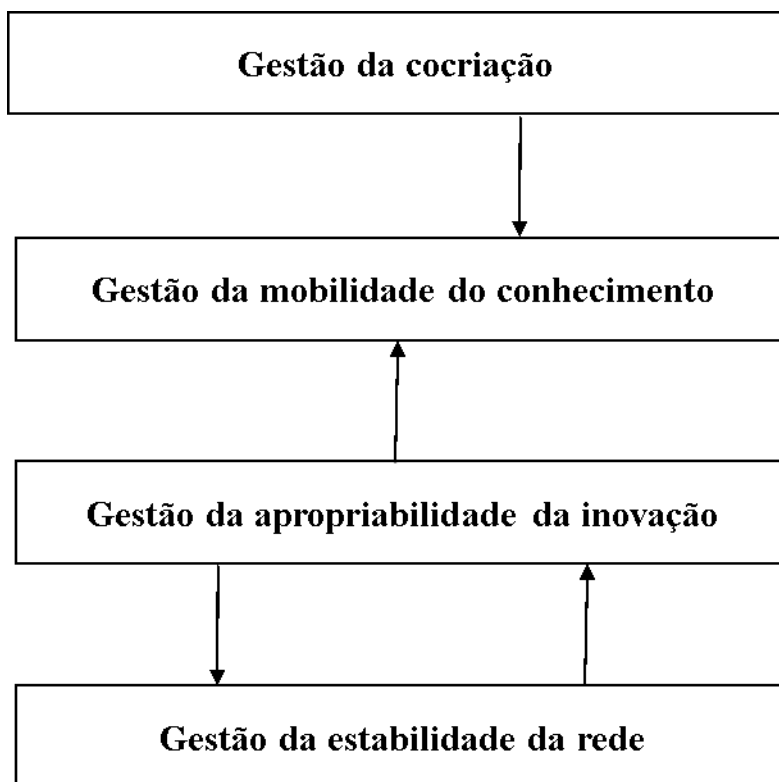 Gestão da cocriação
Gestão da mobilidade do conhecimento
Gestão da apropriabilidade da inovação
Gestão da estabilidade da rede